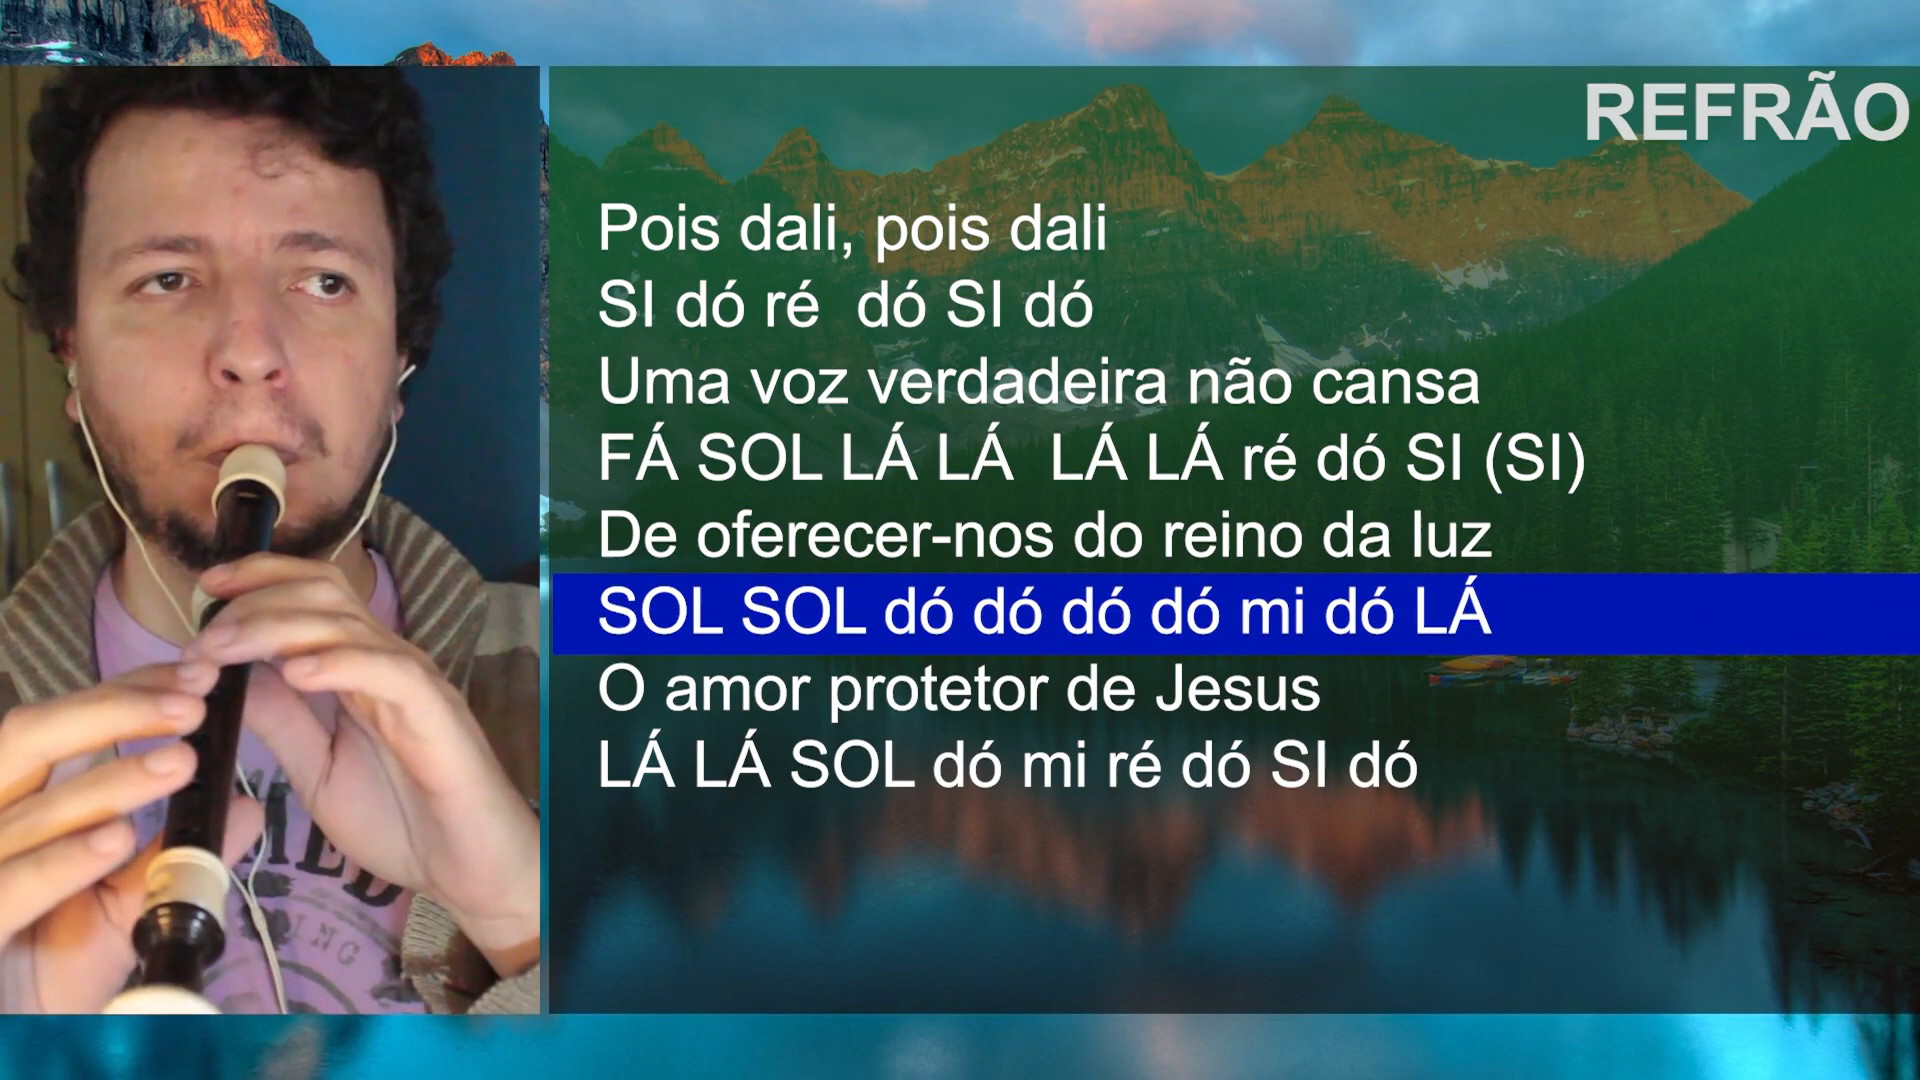 REFRÃO
Pois dali, pois dali
SI dó ré  dó SI dó
Uma voz verdadeira não cansa
FÁ SOL LÁ LÁ  LÁ LÁ ré dó SI (SI)
De oferecer-nos do reino da luz
SOL SOL dó dó dó dó mi dó LÁ
O amor protetor de Jesus
LÁ LÁ SOL dó mi ré dó SI dó